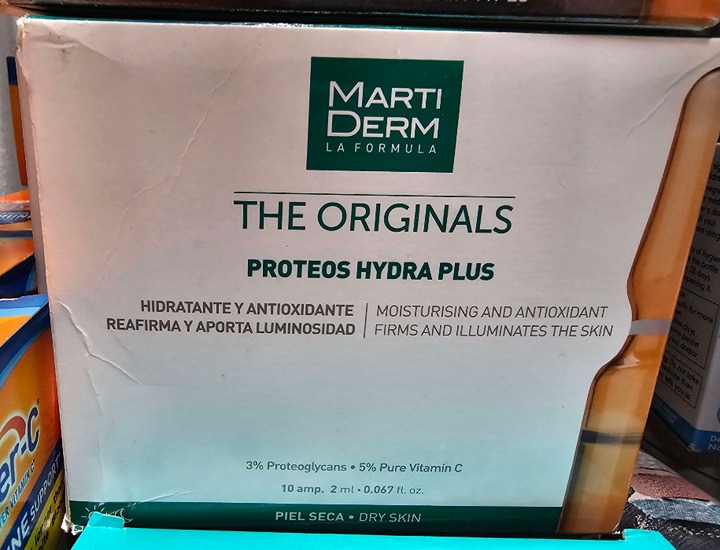 MARTI
DERM
LA FORMULA
THE ORIGINALS
PROTEOS HYDRA PLUS
HIDRATANTE Y ANTIOXIDANTE
REAFIRMA Y APORTA LUMINOSIDAD
MOISTURISING AND ANTIOXIDANT
FIRMS AND ILLUMINATES THE SKIN
3% Proteoglycans • 5% Pure Vitamin C
10 amp. 2 ml - 0.067 fl. oz.
PIEL SECA • DRY SKIN